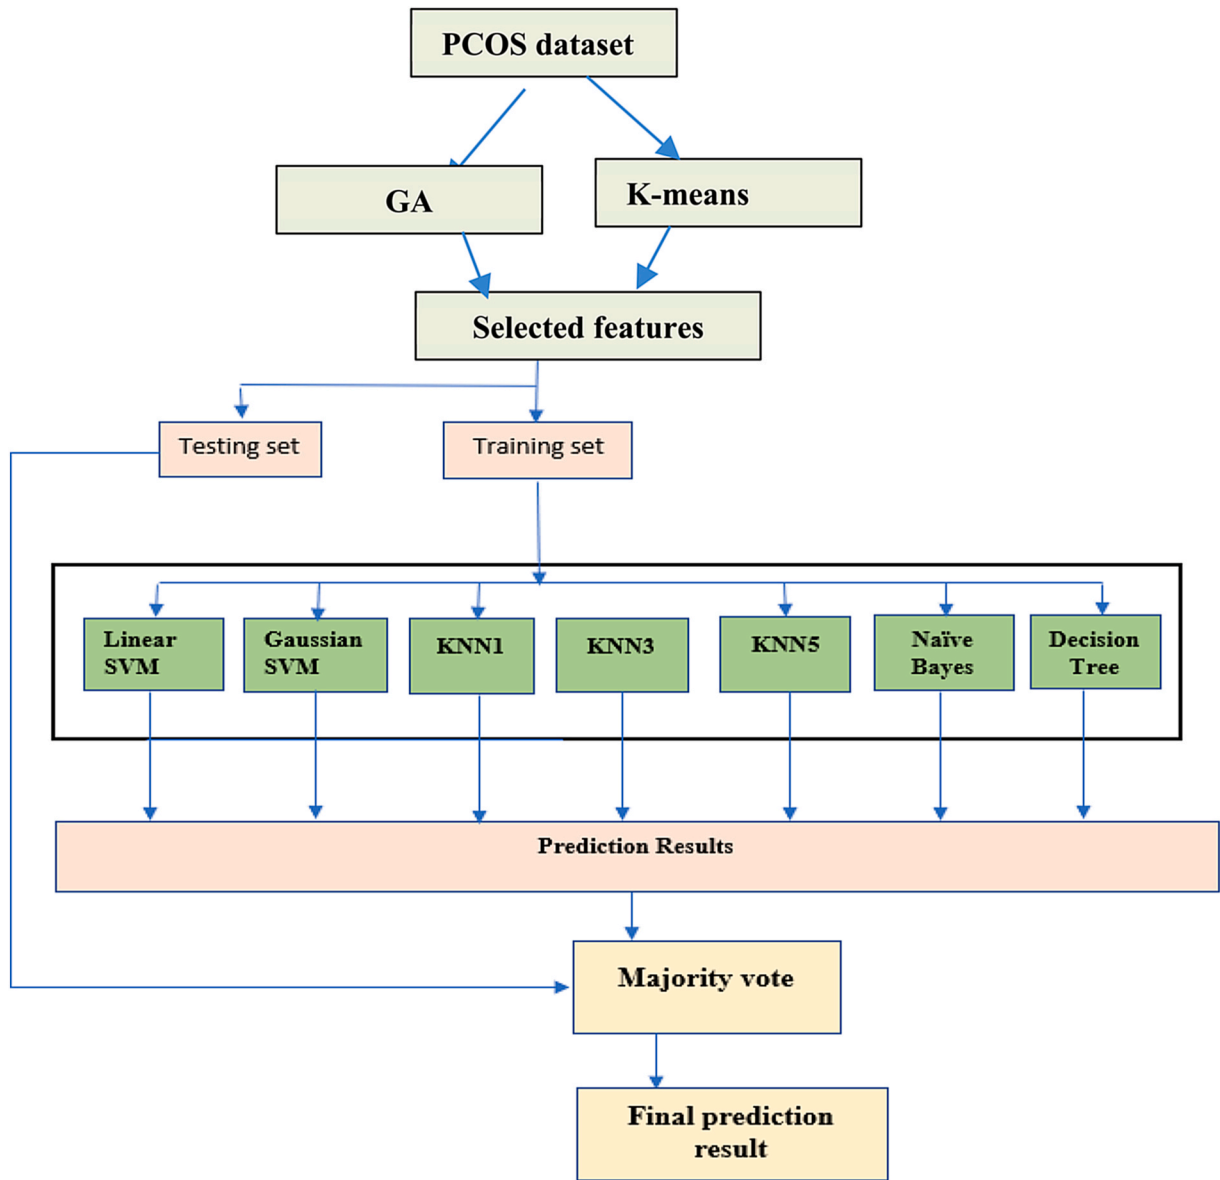 PCOS dataset
GA
K-means
Selected features
Testing set
Training set
Linear
SVM
Gaussian
SVM
KNN1
KNN3
KNN5
Naïve
Bayes
Decision
Tree
Prediction Results
Majority vote
Final prediction
result